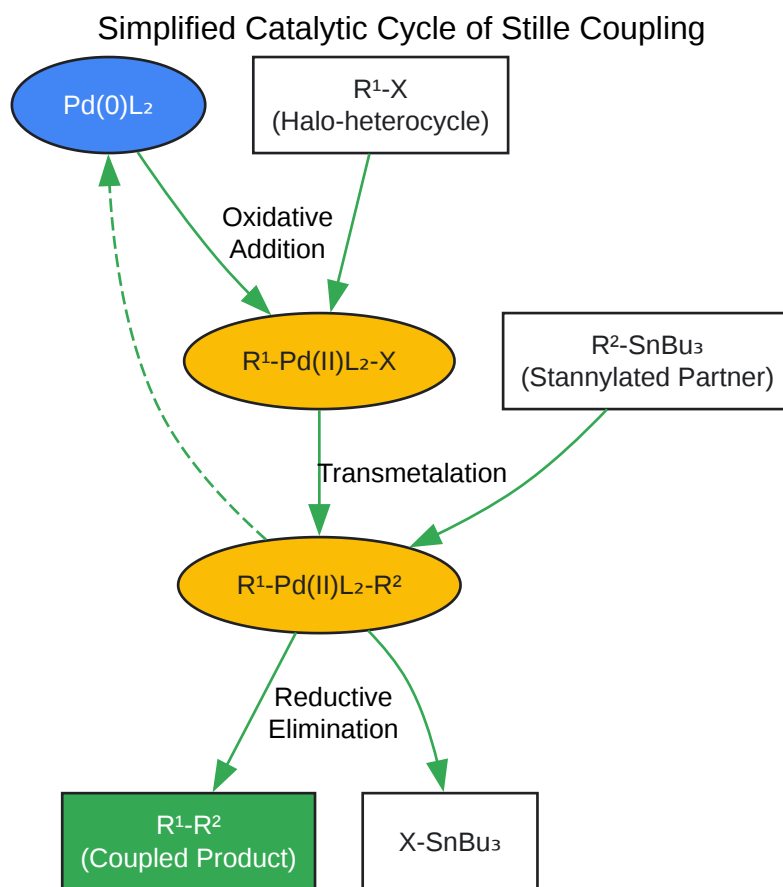 Simplified Catalytic Cycle of Stille Coupling
Pd(0)L₂
R¹-X
(Halo-heterocycle)
Oxidative
Addition
R¹-Pd(II)L₂-X
R²-SnBu₃
(Stannylated Partner)
Transmetalation
R¹-Pd(II)L₂-R²
Reductive
Elimination
R¹-R²
(Coupled Product)
X-SnBu₃